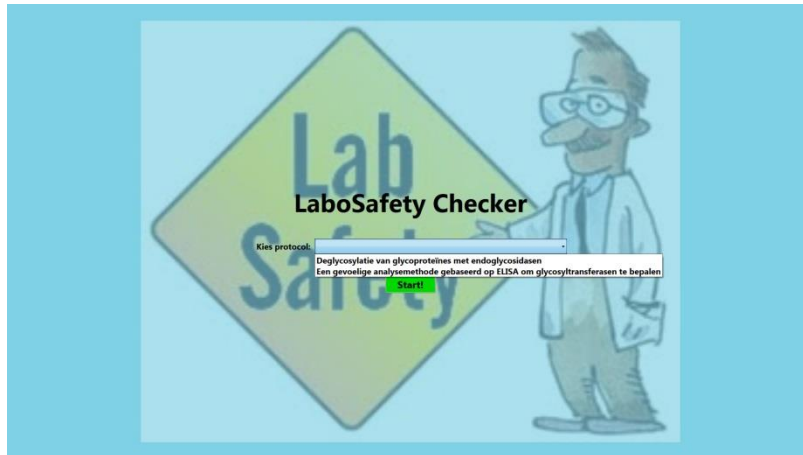 Lab
LaboSafety Checker
Safety
Kies protocol:
Deglycosylatie van glycoproteïnes met endoglycosidasen
Een gevoelige analysemethode gebaseerd op ELISA om glycosyltransferasen te bepalen
Start!